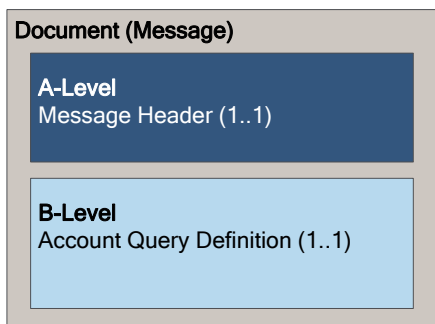 Document (Message)
A-Level
Message Header (1..1)
B-Level
Account Query Definition (1..1)